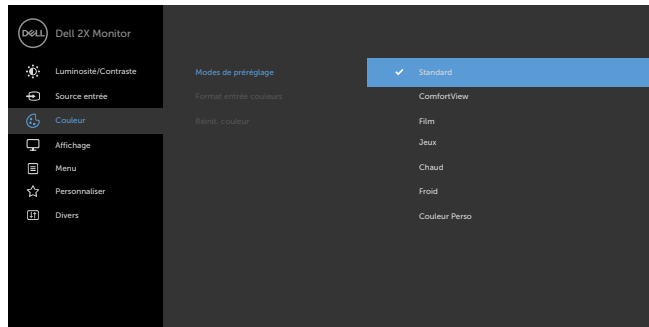 DELL
Dell 2X Monitor
Luminosité/Contraste
Source entrée
Couleur
Affichage
Menu
Personnaliser
Divers
Modes de préréglage
Format entrée couleurs
Réinit. couleur
Standard
ComfortView
Film
Jeux
Chaud
Froid
Couleur Perso